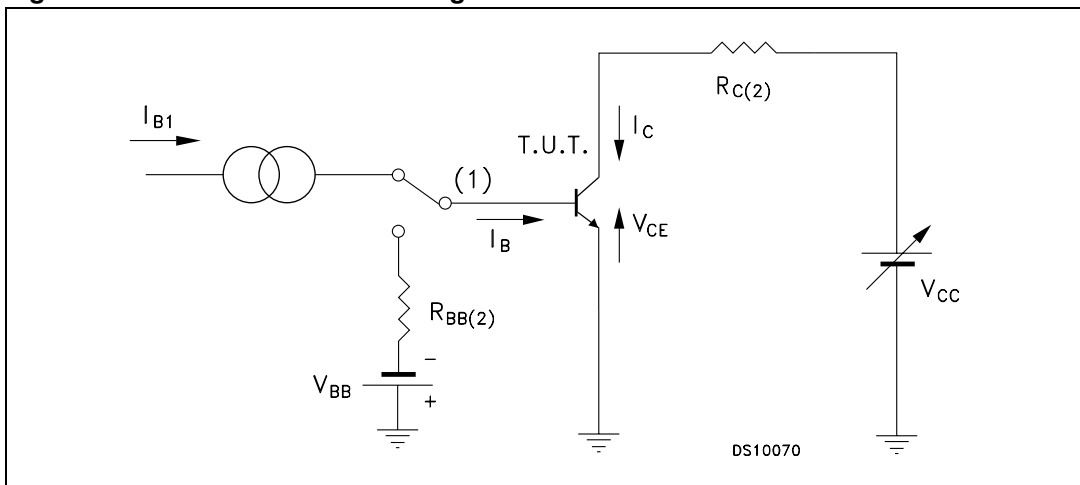 R_C(2)
I_B1
I_C
T.U.T.
(1)
I_B
V_CE
V_CC
R_BB(2)
V_BB
−
+
DS10070